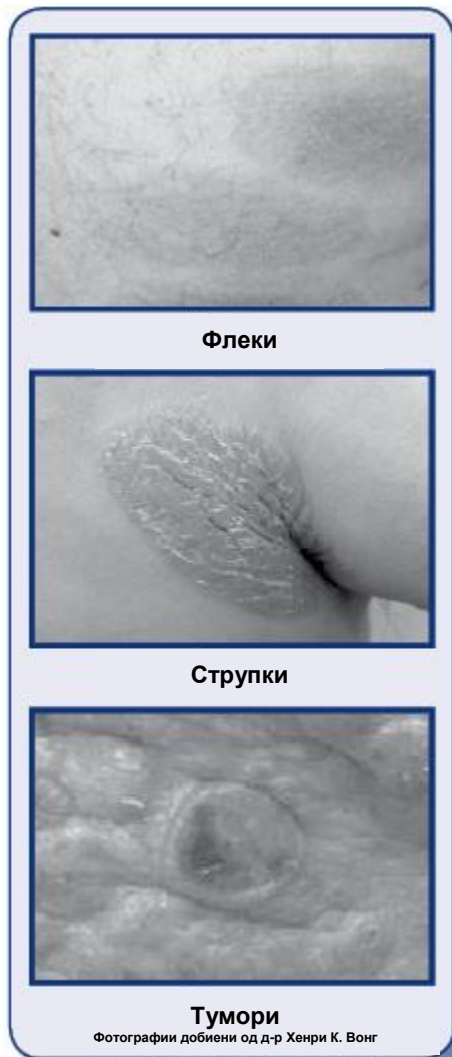 Флеки
Струпки
Тумори
Фотографии добиени од д-р Хенри К. Вонг